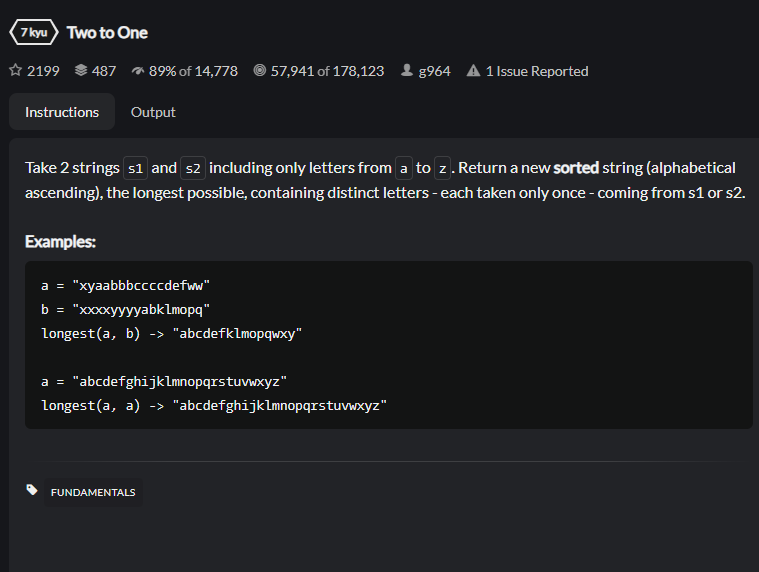 7 kyu Two to One
2199 487 89% of 14,778 57,941 of 178,123 g964 1 Issue Reported
Instructions Output
Take 2 strings s1 and s2 including only letters from a to z. Return a new sorted string (alphabetical
ascending), the longest possible, containing distinct letters - each taken only once - coming from s1 or s2.
Examples:
a = "xyaabbbccccdefww"
b = "xxxxyyyyabklmopq"
longest(a, b) -> "abcdefklmopqwxy"
a = "abcdefghijklmnopqrstuvwxyz"
longest(a, a) -> "abcdefghijklmnopqrstuvwxyz"
FUNDAMENTALS